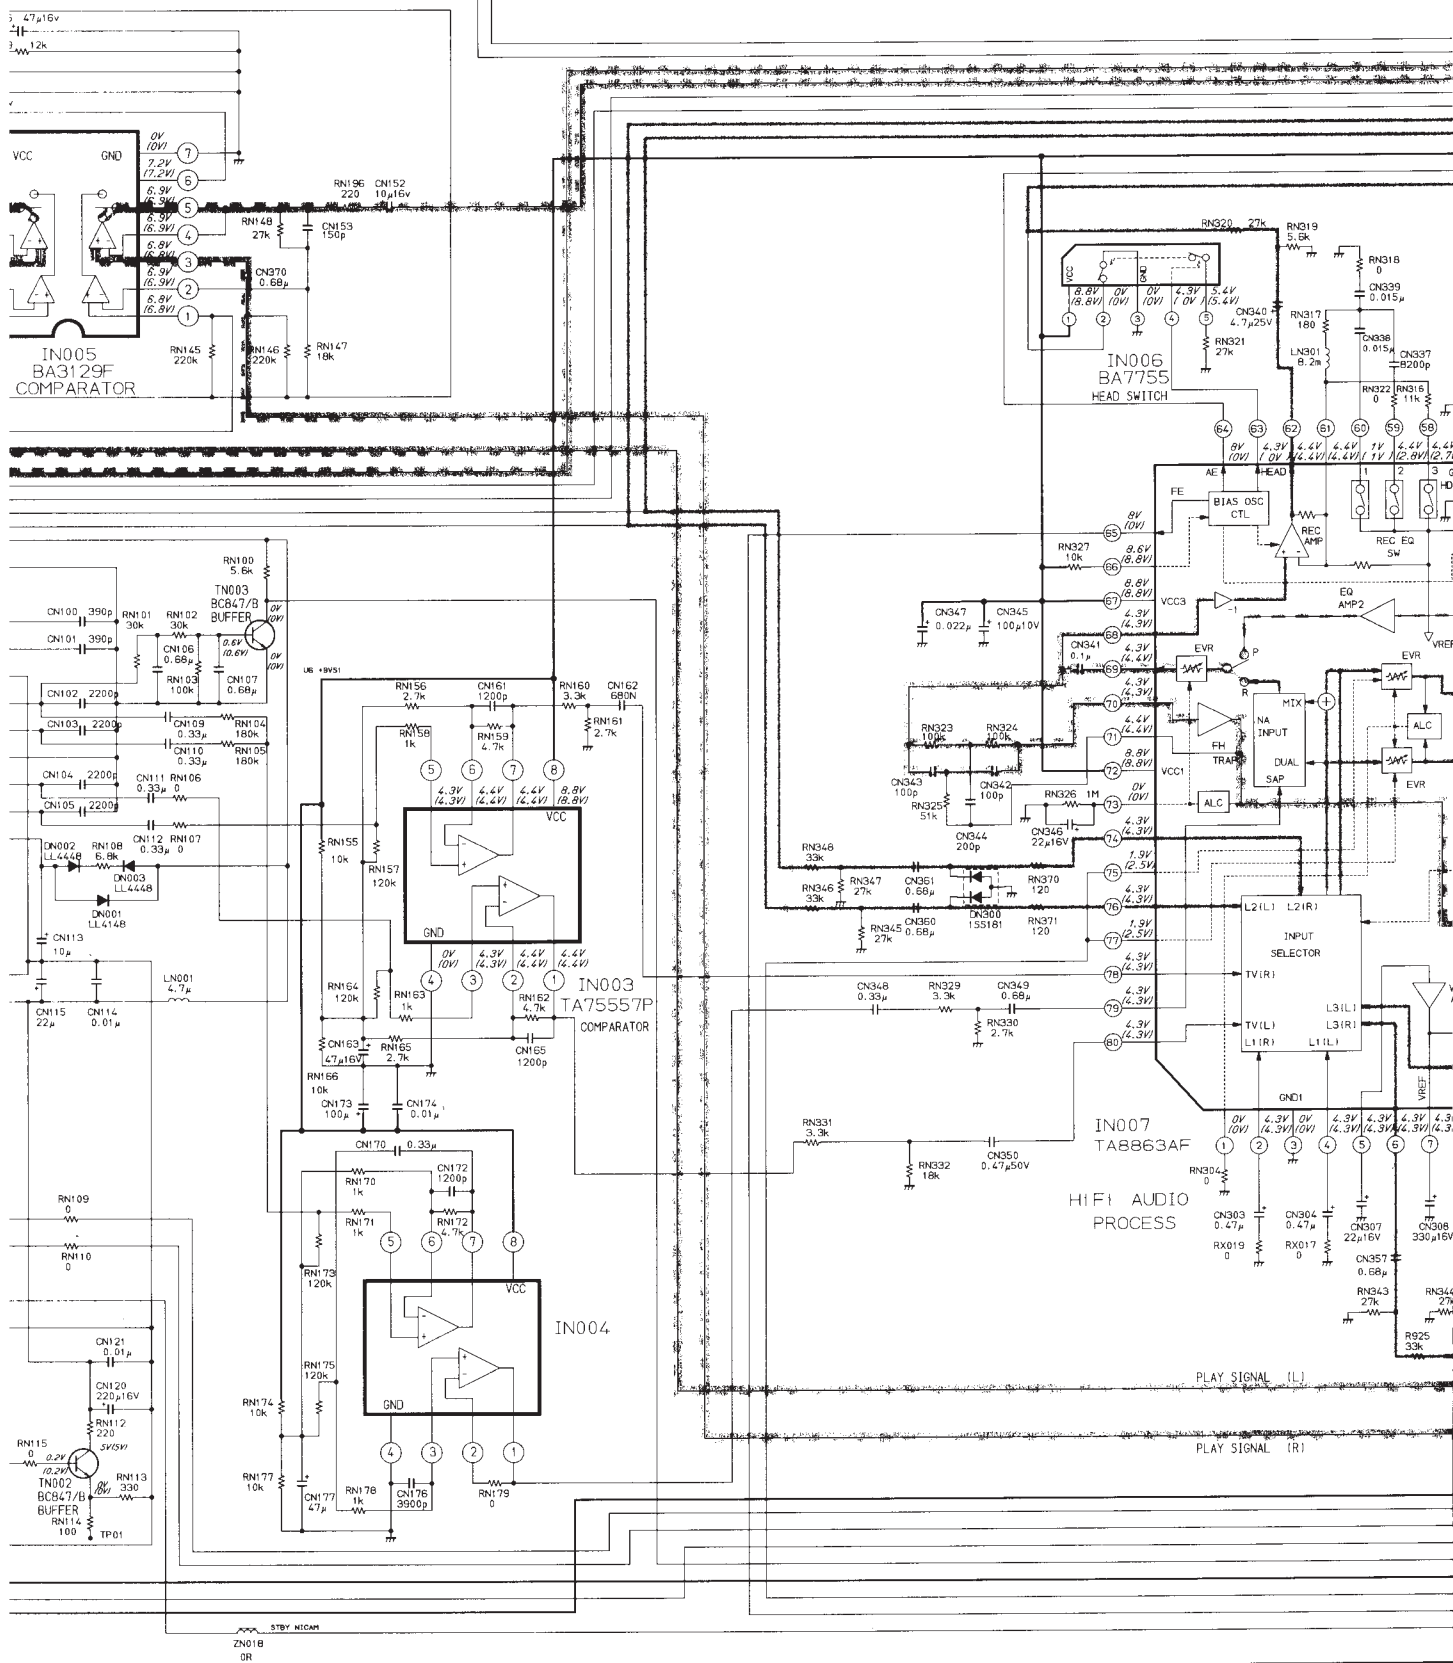 47µ16v
12k
VCC
GND
0V
(0V)
7
7.2V
(7.2V)
6
6.9V
(6.9V)
5
6.9V
(6.9V)
4
6.8V
(6.8V)
3
6.9V
(6.9V)
2
6.8V
(6.8V)
1
IN005
BA3129F
COMPARATOR
RN196
220
CN152
10µ16v
RN148
27k
CN153
150p
CN370
0.68µ
RN145
220k
RN146
220k
RN147
18k
RN320 27k
RN319
5.6k
RN318
0
CN339
0.015µ
VCC
GND
8.8V
(8.8V)
0V
(0V)
0V
(0V)
4.3V
( 0V )
5.4V
(5.4V)
1
2
3
4
5
IN006
BA7755
HEAD SWITCH
CN340
4.7µ25V
RN321
27k
RN317
180
LN301
8.2m
CN338
0.015µ
CN337
8200p
RN322
0
RN316
11k
64
63
62
61
60
59
58
8V
(0V)
4.3V
( 0V )
4.4V
(4.4V)
4.4V
(4.4V)
1V
( 1V )
4.4V
(2.8V)
AE
HEAD
1
2
3
FE
BIAS OSC
CTL
REC
AMP
REC EQ
SW
65
8V
(0V)
RN327
10k
66
8.6V
(8.8V)
67
8.8V
(8.8V)
VCC3
-1
EQ
AMP2
VREF
CN347
0.022µ
CN345
100µ10V
68
4.3V
(4.3V)
CN341
0.1µ
69
4.3V
(4.4V)
EVR
P
R
EVR
70
4.3V
(4.3V)
MIX
NA
INPUT
DUAL
SAP
FH
TRAP
ALC
EVR
ALC
71
4.4V
(4.4V)
72
8.8V
(8.8V)
VCC1
73
0V
(0V)
RN323
100k
RN324
100k
CN343
100p
CN342
100p
RN325
51k
CN344
200p
RN326 1M
CN346
22µ16V
RN100
5.6k
TN003
BC847/B
BUFFER
0V
(0V)
0.6V
(0.6V)
0V
(0V)
CN100 390p
CN101 390p
RN101
30k
RN102
30k
CN106
0.68µ
RN103
100k
CN107
0.68µ
CN102 2200p
CN103 2200p
CN109
0.33µ
RN104
180k
CN110
0.33µ
RN105
180k
CN104 2200p
CN105 2200p
CN111
0.33µ
RN106
0
CN112
0.33µ
RN107
0
DN002
LL4448
RN108
6.8k
DN003
LL4448
DN001
LL4148
CN113
10µ
CN115
22µ
CN114
0.01µ
LN001
4.7µ
U6 +9VS1
RN156
2.7k
CN161
1200p
RN160
3.3k
CN162
680N
RN158
1k
RN159
4.7k
RN161
2.7k
5
6
7
8
4.3V
(4.3V)
4.4V
(4.4V)
4.4V
(4.4V)
8.8V
(8.8V)
VCC
RN155
10k
RN157
120k
GND
0V
(0V)
4.3V
(4.3V)
4.4V
(4.4V)
4.4V
(4.4V)
4
3
2
1
IN003
TA75557P
COMPARATOR
RN164
120k
RN163
1k
RN162
4.7k
CN163
47µ16V
RN165
2.7k
CN165
1200p
RN166
10k
CN173
100µ
CN174
0.01µ
RN348
33k
RN346
33k
RN347
27k
RN345
27k
CN361
0.68µ
CN360
0.68µ
DN300
1S5181
RN370
120
RN371
120
74
4.3V
(4.3V)
75
1.9V
(2.5V)
76
4.3V
(4.3V)
77
1.9V
(2.5V)
78
4.3V
(4.3V)
79
4.3V
(4.3V)
80
4.3V
(4.3V)
L2(L) L2(R)
INPUT
SELECTOR
TV(R)
L3(L)
L3(R)
TV(L)
L1(R)
L1(L)
CN348
0.33µ
RN329
3.3k
CN349
0.68µ
RN330
2.7k
RN331
3.3k
RN332
18k
CN350
0.47µ50V
GND1
VREF
IN007
TA8863AF
HIFI AUDIO
PROCESS
0V
(0V)
4.3V
(4.3V)
0V
(0V)
4.3V
(4.3V)
4.3V
(4.3V)
4.3V
(4.3V)
1
2
3
4
5
6
7
RN304
0
CN303
0.47µ
CN304
0.47µ
CN307
22µ16V
CN308
330µ16V
RX019
0
RX017
0
CN357
0.68µ
RN343
27k
R925
33k
CN170 0.33µ
RN170
1k
CN172
1200p
RN171
1k
RN172
4.7k
5
6
7
8
VCC
RN173
120k
IN004
RN175
120k
RN174
10k
GND
4
3
2
1
RN177
10k
CN177
47µ
RN178
1k
CN176
3900p
RN179
0
RN109
0
RN110
0
CN121
0.01µ
CN120
220µ16V
RN112
220
5V(5V)
RN115
0
0.2V
(0.2V)
TN002
BC847/B
BUFFER
0V
(0V)
RN113
330
RN114
100
TP01
PLAY SIGNAL (L)
PLAY SIGNAL (R)
STBY NICAM
ZN018
0R